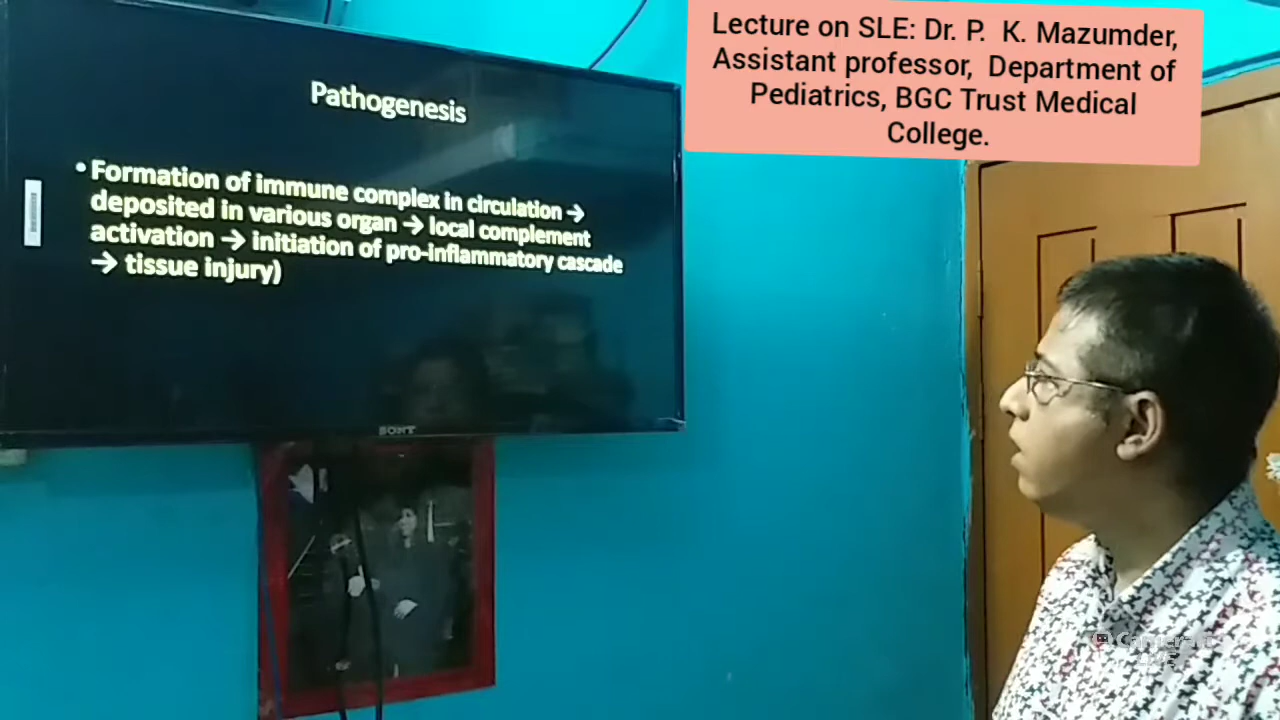 Lecture on SLE: Dr. P. K. Mazumder,
Assistant professor, Department of
Pediatrics, BGC Trust Medical
College.
Pathogenesis
• Formation of immune complex in circulation →
deposited in various organ → local complement
activation → initiation of pro-inflammatory cascade
→ tissue injury)
SONY